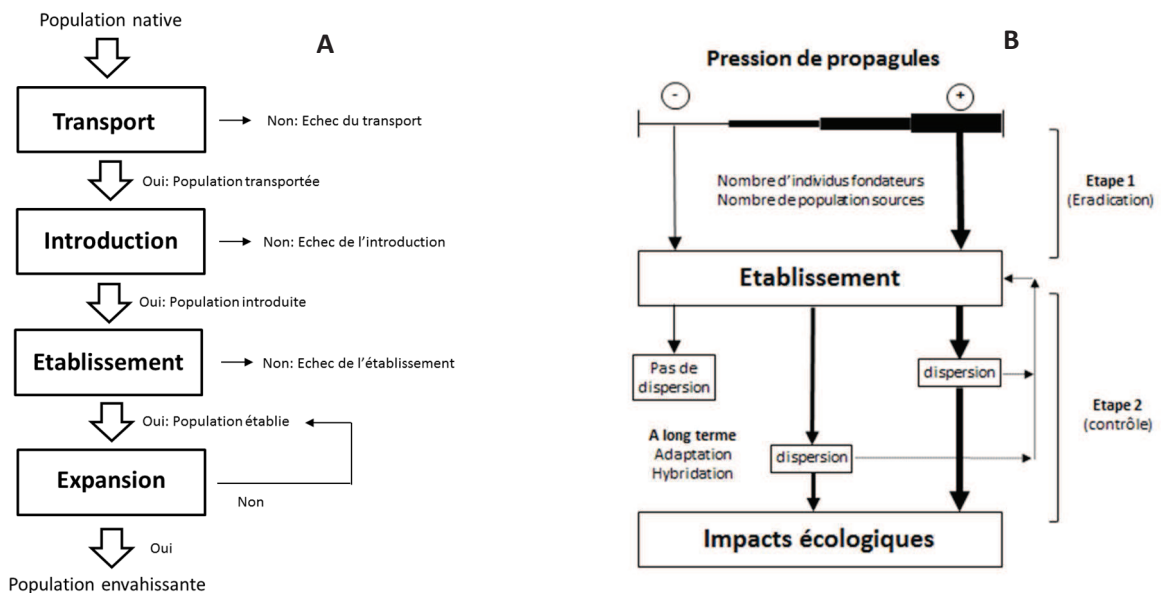 Population native
A
Transport
Non: Echec du transport
Oui: Population transportée
Introduction
Non: Echec de l'introduction
Oui: Population introduite
Etablissement
Non: Echec de l'établissement
Oui: Population établie
Expansion
Non
Oui
Population envahissante
B
Pression de propagules
-
+
Nombre d'individus fondateurs
Nombre de population sources
Etape 1
(Eradication)
Etablissement
Pas de
dispersion
dispersion
Etape 2
(contrôle)
A long terme
Adaptation
Hybridation
dispersion
Impacts écologiques